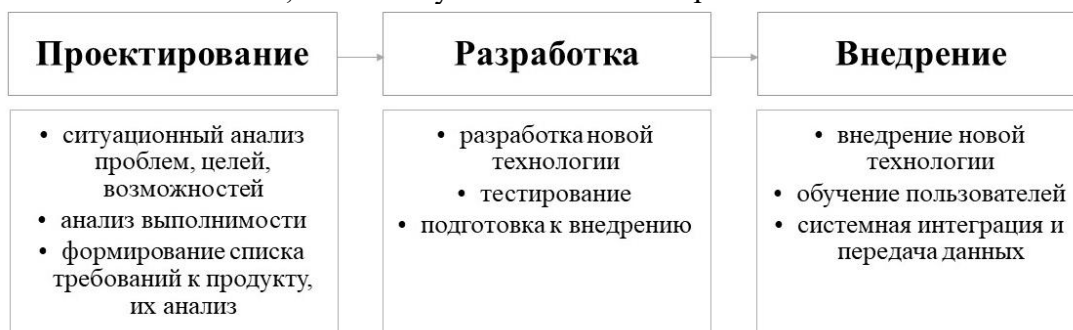 Проектирование
Разработка
Внедрение
• ситуационный анализ
проблем, целей,
возможностей
• анализ выполнимости
• формирование списка
требований к продукту,
их анализ
• разработка новой
технологии
• тестирование
• подготовка к внедрению
• внедрение новой
технологии
• обучение пользователей
• системная интеграция и
передача данных